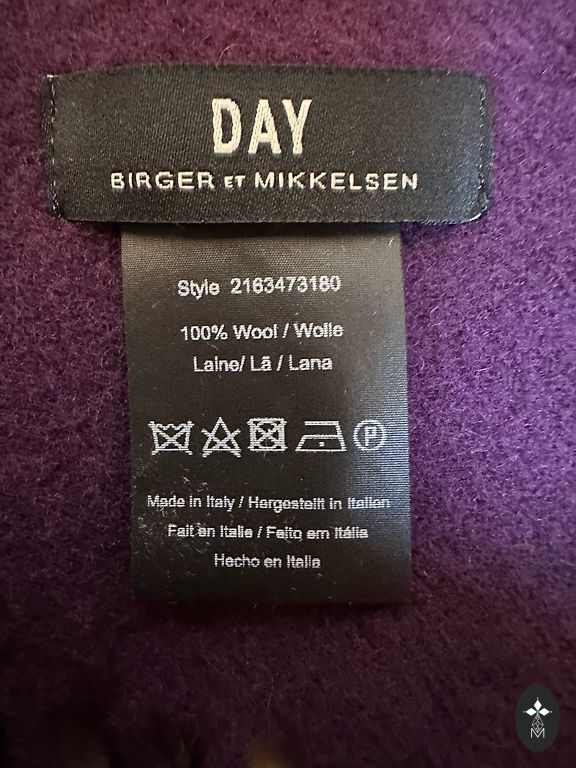 DAY
BIRGER ET MIKKELSEN
Style 2163473180
100% Wool / Wolle
Laine/ Lã / Lana
P
Made in Italy / Hergestellt in Italien
Fait en Italie / Feito em Itália
Hecho en Italia